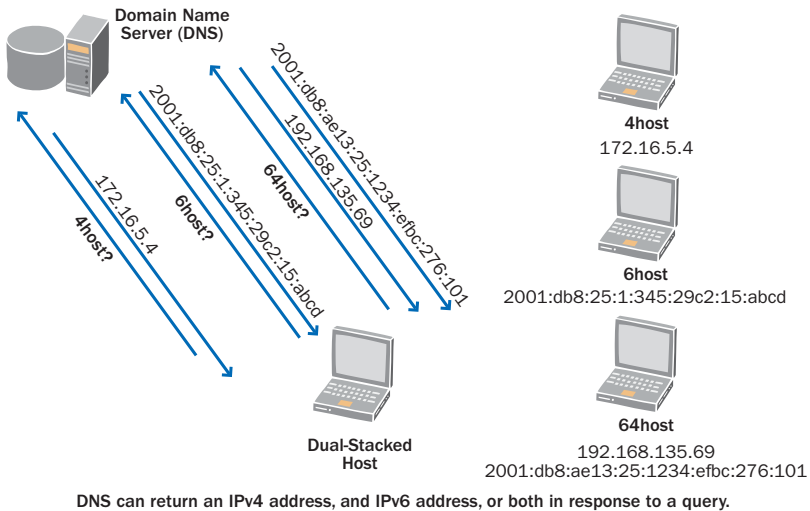 Domain Name
Server (DNS)
172.16.5.4
4host?
2001:db8:25:1:345:29c2:15:abcd
6host?
2001:db8:ae13:25:1234:efbc:276:101
192.168.135.69
64host?
Dual-Stacked
Host
4host
172.16.5.4
6host
2001:db8:25:1:345:29c2:15:abcd
64host
192.168.135.69
2001:db8:ae13:25:1234:efbc:276:101
DNS can return an IPv4 address, and IPv6 address, or both in response to a query.